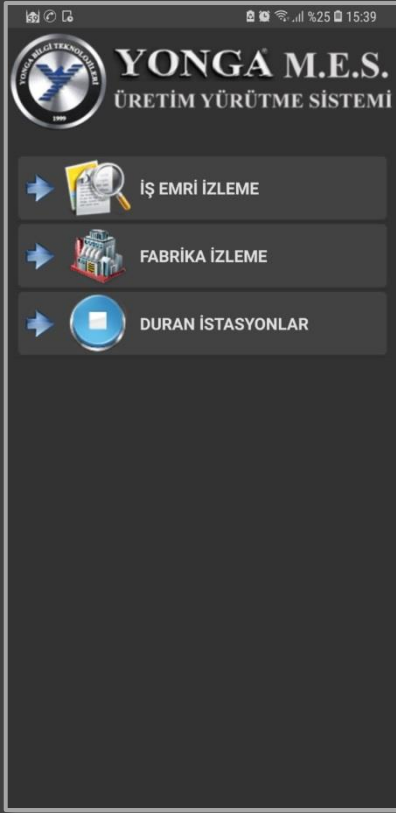 %25 15:39
YONGA BİLGİ TEKNOLOJİLERİ
1999
YONGA M.E.S.
ÜRETİM YÜRÜTME SİSTEMİ
İŞ EMRİ İZLEME
FABRİKA İZLEME
DURAN İSTASYONLAR